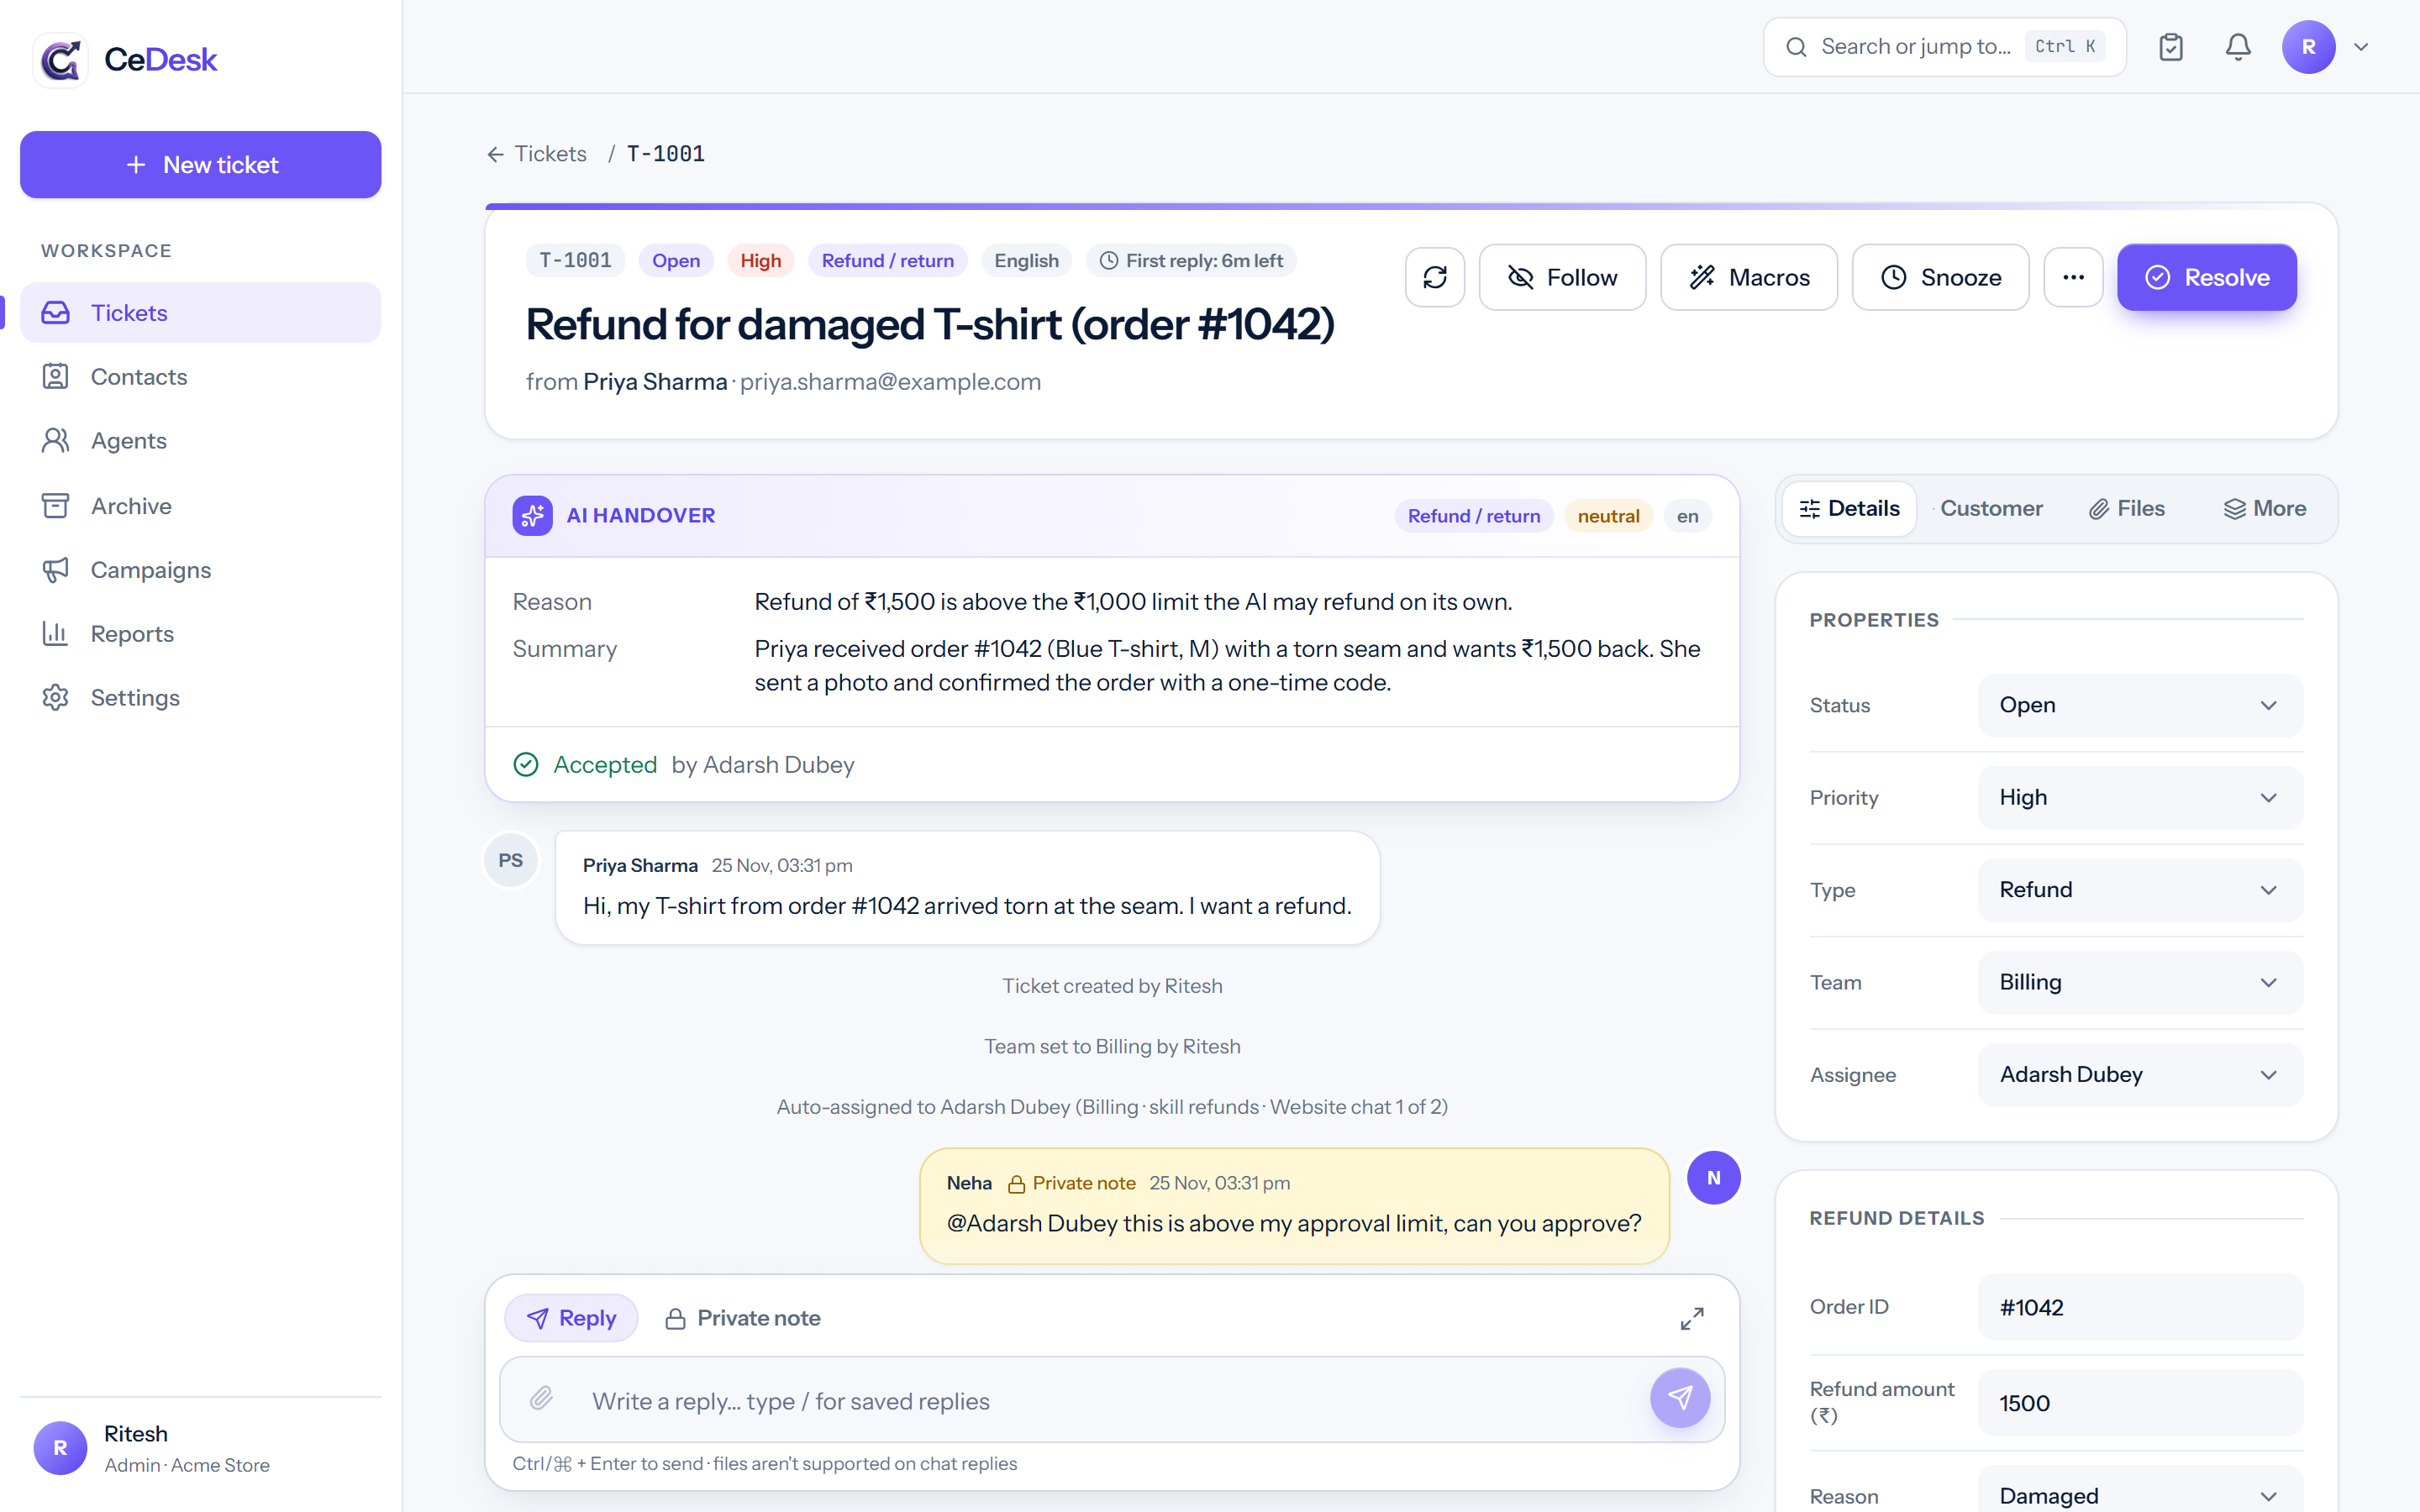 CeDesk
Search or jump to... Ctrl K
R
New ticket
WORKSPACE
Tickets
Contacts
Agents
Archive
Campaigns
Reports
Settings
R
Ritesh
Admin · Acme Store
Tickets / T-1001
T-1001 Open High Refund / return English First reply: 6m left
Refund for damaged T-shirt (order #1042)
from Priya Sharma · priya.sharma@example.com
Follow Macros Snooze Resolve
AI HANDOVER Refund / return neutral en
Reason Refund of ₹1,500 is above the ₹1,000 limit the AI may refund on its own.
Summary Priya received order #1042 (Blue T-shirt, M) with a torn seam and wants ₹1,500 back. She
sent a photo and confirmed the order with a one-time code.
Accepted by Adarsh Dubey
PS
Priya Sharma 25 Nov, 03:31 pm
Hi, my T-shirt from order #1042 arrived torn at the seam. I want a refund.
Ticket created by Ritesh
Team set to Billing by Ritesh
Auto-assigned to Adarsh Dubey (Billing · skill refunds · Website chat 1 of 2)
Neha Private note 25 Nov, 03:31 pm
@Adarsh Dubey this is above my approval limit, can you approve?
N
Reply Private note
Write a reply... type / for saved replies
Ctrl/⌘ + Enter to send · files aren't supported on chat replies
Details Customer Files More
PROPERTIES
Status Open
Priority High
Type Refund
Team Billing
Assignee Adarsh Dubey
REFUND DETAILS
Order ID #1042
Refund amount
(₹) 1500
Reason Damaged